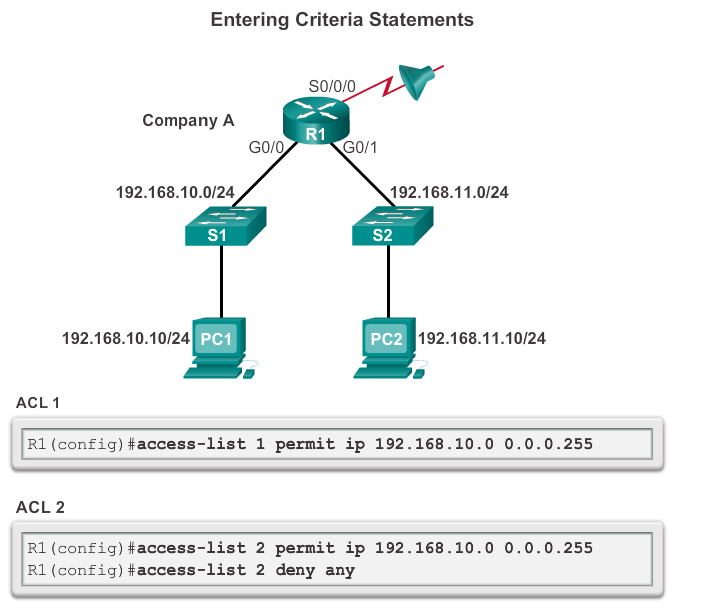 Entering Criteria Statements
S0/0/0
Company A
R1
G0/0
G0/1
192.168.10.0/24
192.168.11.0/24
S1
S2
192.168.10.10/24
PC1
PC2
192.168.11.10/24
ACL 1
R1(config)#access-list 1 permit ip 192.168.10.0 0.0.0.255
ACL 2
R1(config)#access-list 2 permit ip 192.168.10.0 0.0.0.255
R1(config)#access-list 2 deny any